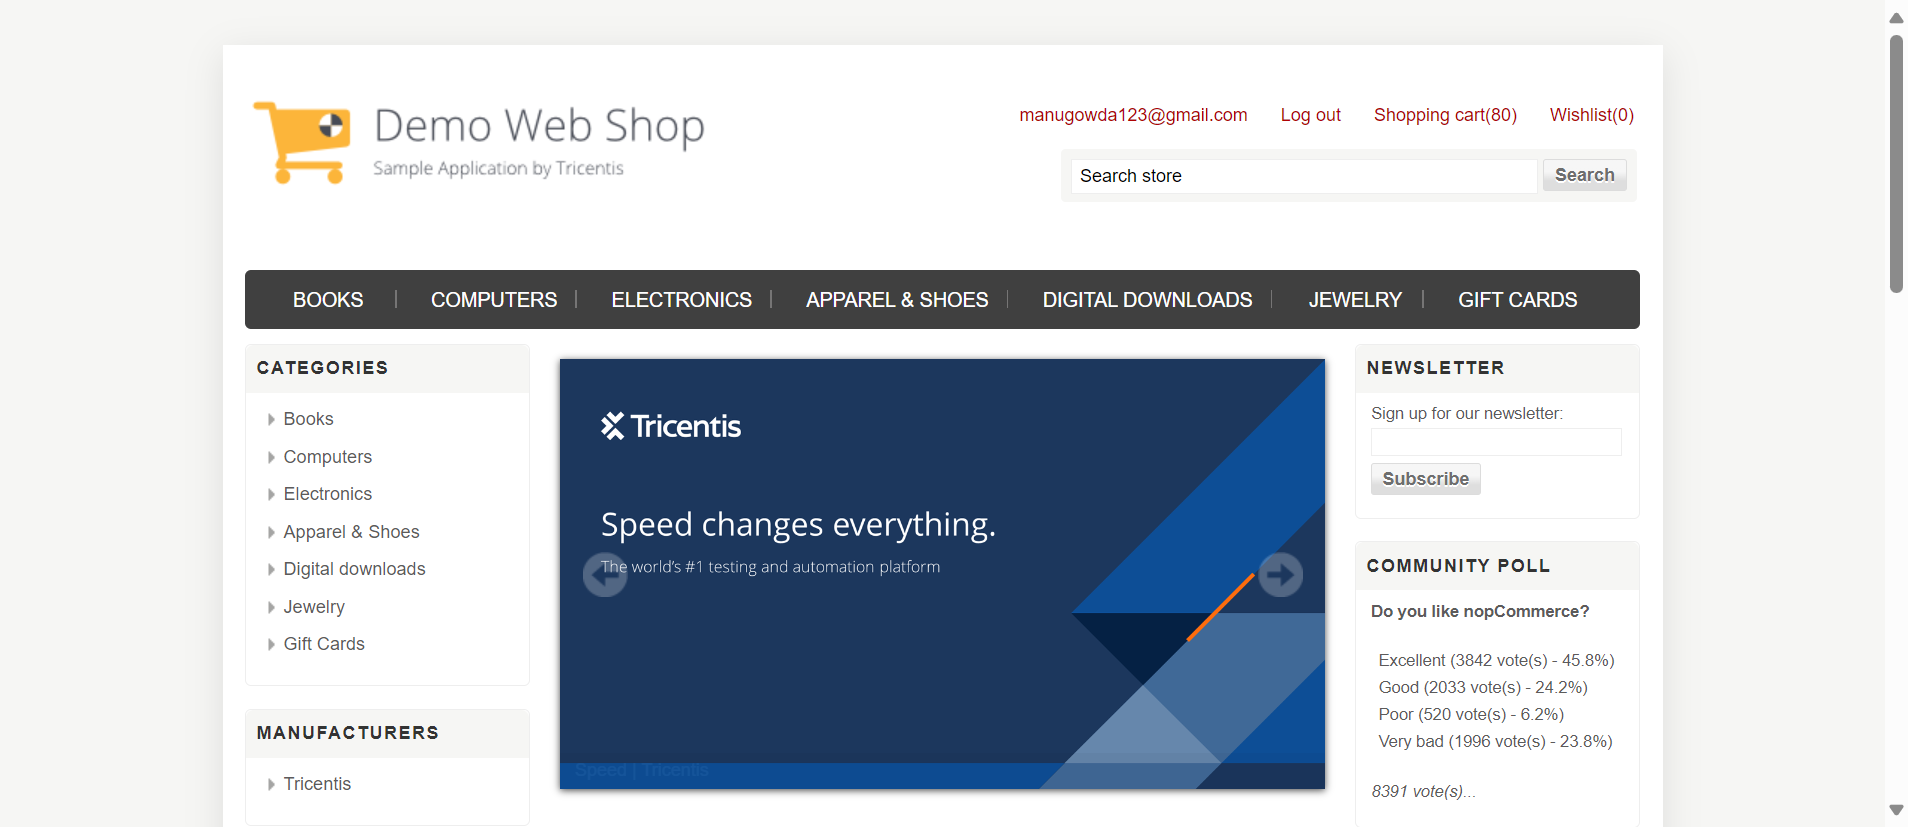 Demo Web Shop
Sample Application by Tricentis
manugowda123@gmail.com Log out Shopping cart(80) Wishlist(0)
Search store Search
BOOKS COMPUTERS ELECTRONICS APPAREL & SHOES DIGITAL DOWNLOADS JEWELRY GIFT CARDS
CATEGORIES
Books
Computers
Electronics
Apparel & Shoes
Digital downloads
Jewelry
Gift Cards
MANUFACTURERS
Tricentis
Tricentis
Speed changes everything.
The world's #1 testing and automation platform
Speed | Tricentis
NEWSLETTER
Sign up for our newsletter:
Subscribe
COMMUNITY POLL
Do you like nopCommerce?
Excellent (3842 vote(s) - 45.8%)
Good (2033 vote(s) - 24.2%)
Poor (520 vote(s) - 6.2%)
Very bad (1996 vote(s) - 23.8%)
8391 vote(s)...